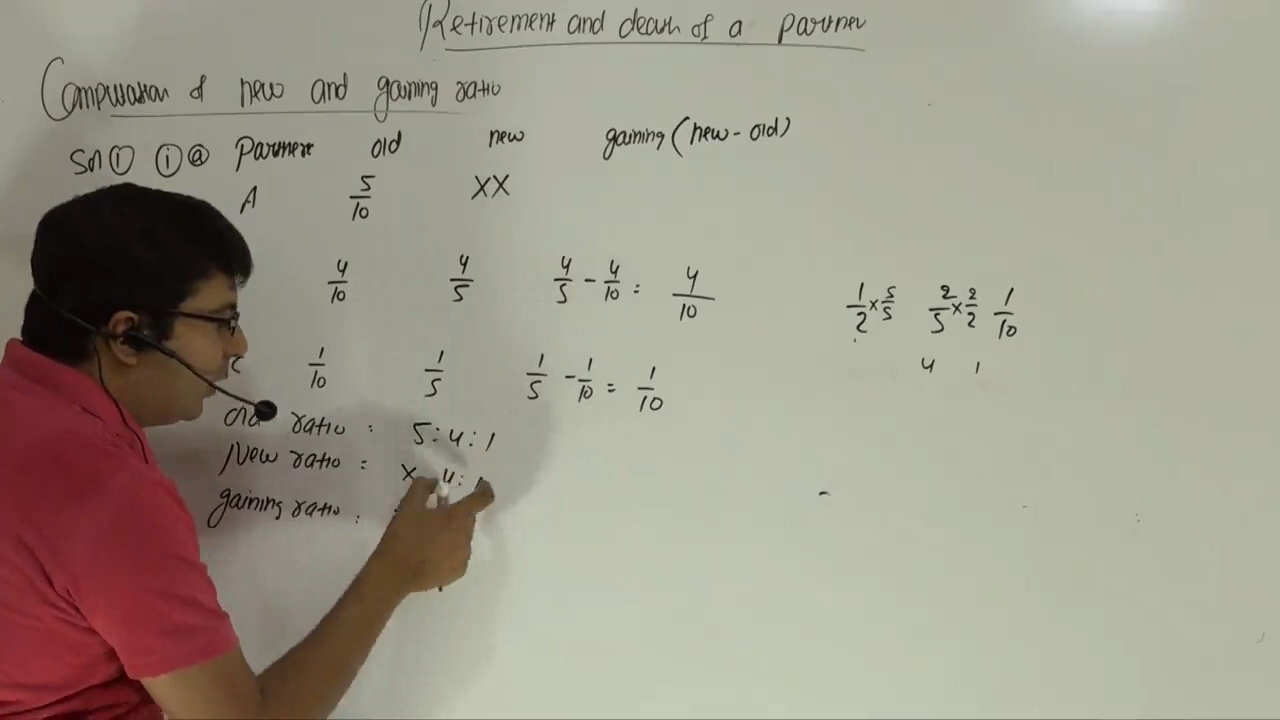 Retirement and death of a partner
Computation of new and gaining ratio
Sn ① ① ⓐ Partners old new gaining (new - old)
A 5/10 XX
4/10 4/5 4/5 - 4/10 = 4/10
1/2 × 5/5 2/5 × 2/2 1/10
4 1
C 1/10 1/5 1/5 - 1/10 = 1/10
old ratio : 5 : 4 : 1
New ratio = X 4 : 1
gaining ratio :